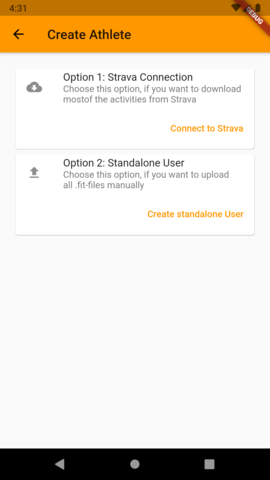 4:31
DEBUG
Create Athlete
Option 1: Strava Connection
Choose this option, if you want to download
mostof the activities from Strava
Connect to Strava
Option 2: Standalone User
Choose this option, if you want to upload
all .fit-files manually
Create standalone User